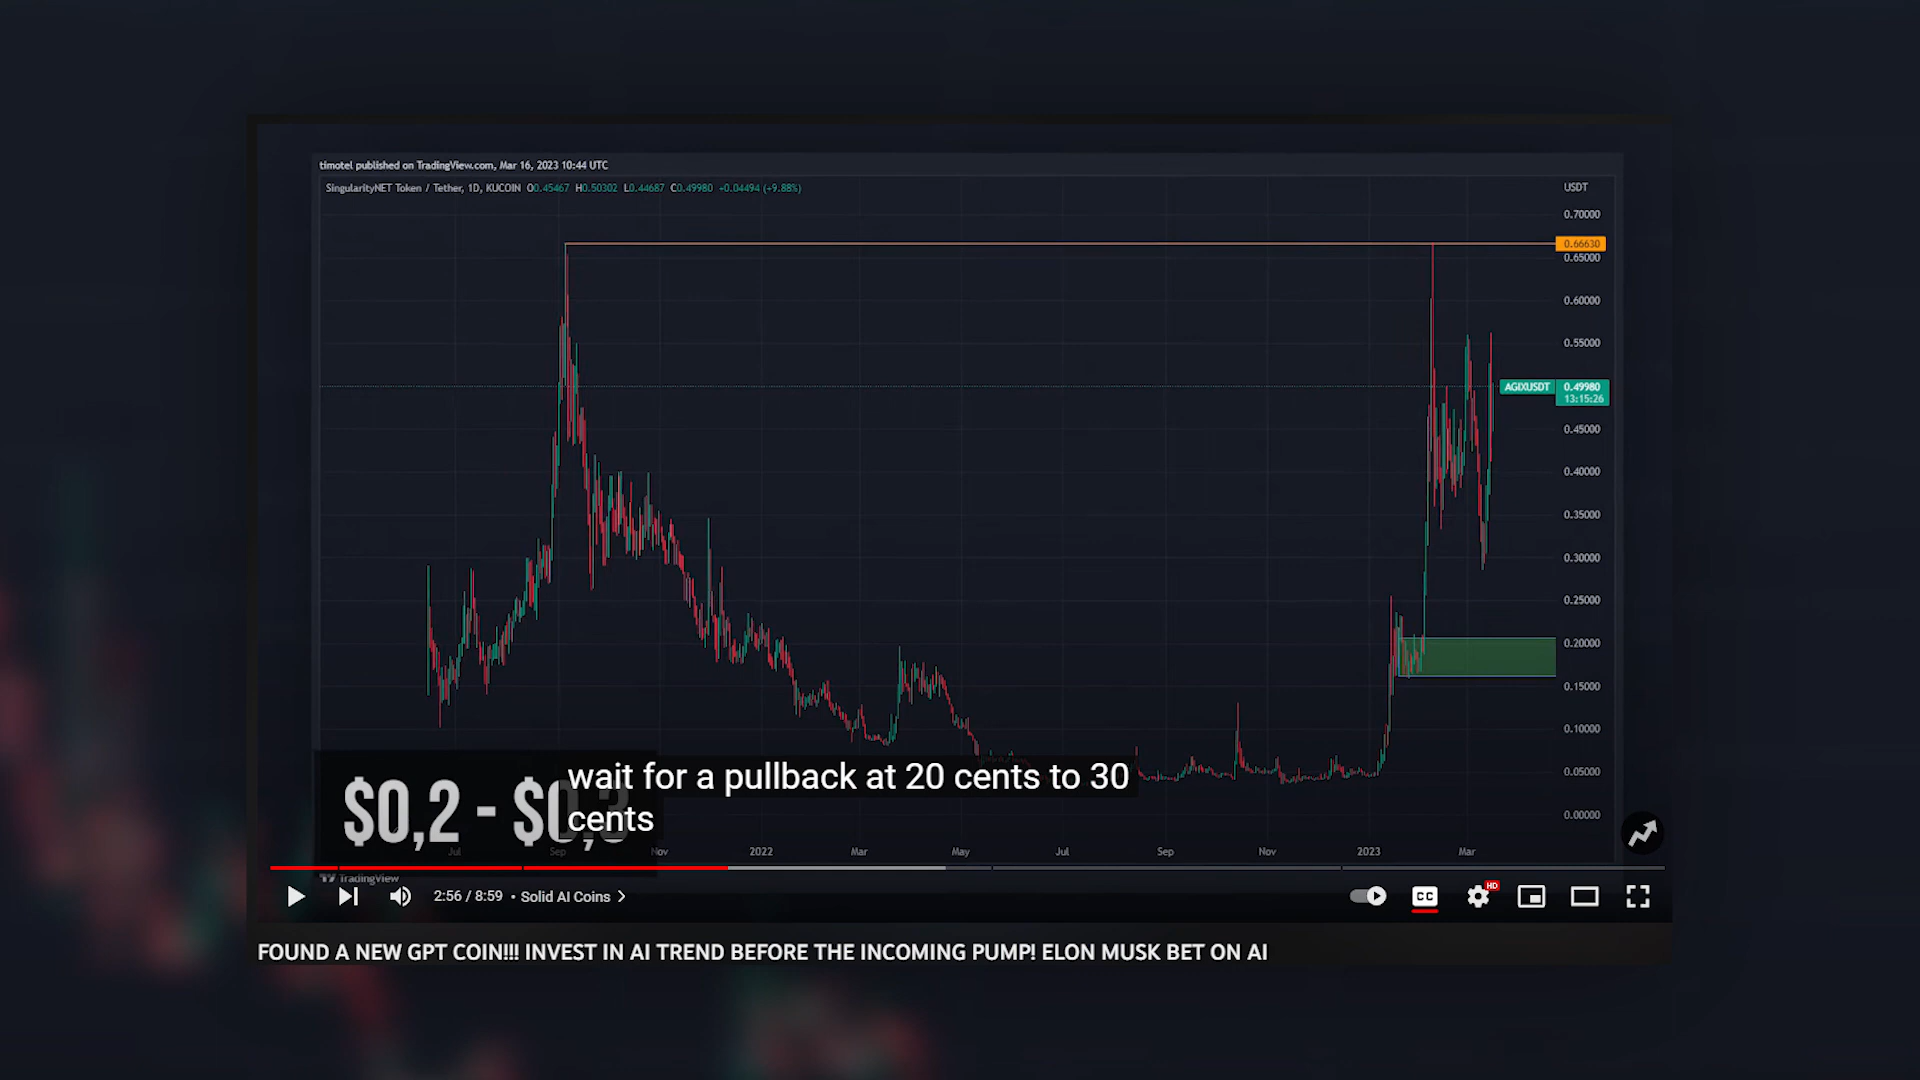 timotel published on TradingView.com, Mar 16, 2023 10:44 UTC
SingularityNET Token / Tether, 1D, KUCOIN O0.45467 H0.50302 L0.44687 C0.49980 +0.04494 (+9.88%)
USDT
0.70000
0.66630
0.65000
0.60000
0.55000
AGIXUSDT 0.49980
13:15:26
0.45000
0.40000
0.35000
0.30000
0.25000
0.20000
0.15000
0.10000
0.05000
0.00000
wait for a pullback at 20 cents to 30
cents
$0,2 - $0,3
Jul Sep Nov 2022 Mar May Jul Sep Nov 2023 Mar
TradingView
2:56 / 8:59 • Solid AI Coins
CC
HD
FOUND A NEW GPT COIN!!! INVEST IN AI TREND BEFORE THE INCOMING PUMP! ELON MUSK BET ON AI